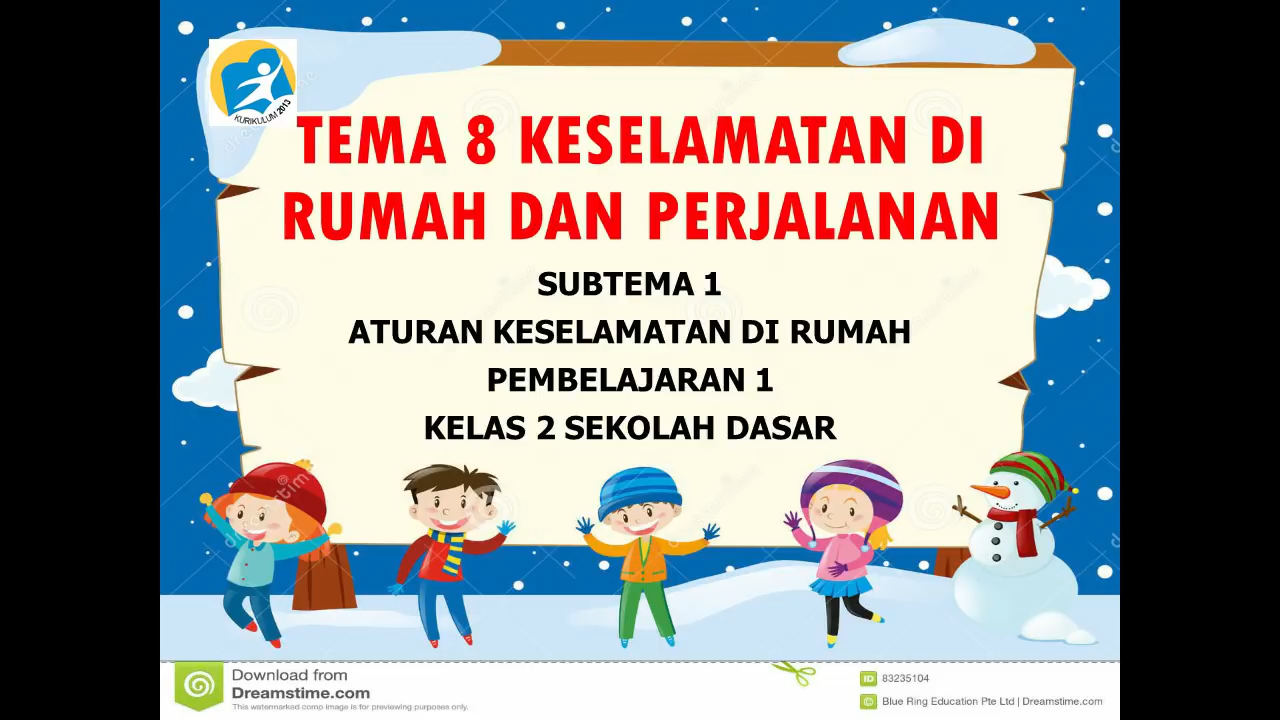 KURIKULUM 2013
TEMA 8 KESELAMATAN DI
RUMAH DAN PERJALANAN
SUBTEMA 1
ATURAN KESELAMATAN DI RUMAH
PEMBELAJARAN 1
KELAS 2 SEKOLAH DASAR
Download from
Dreamstime.com
This watermarked comp image is for previewing purposes only.
ID 83235104
© Blue Ring Education Pte Ltd | Dreamstime.com